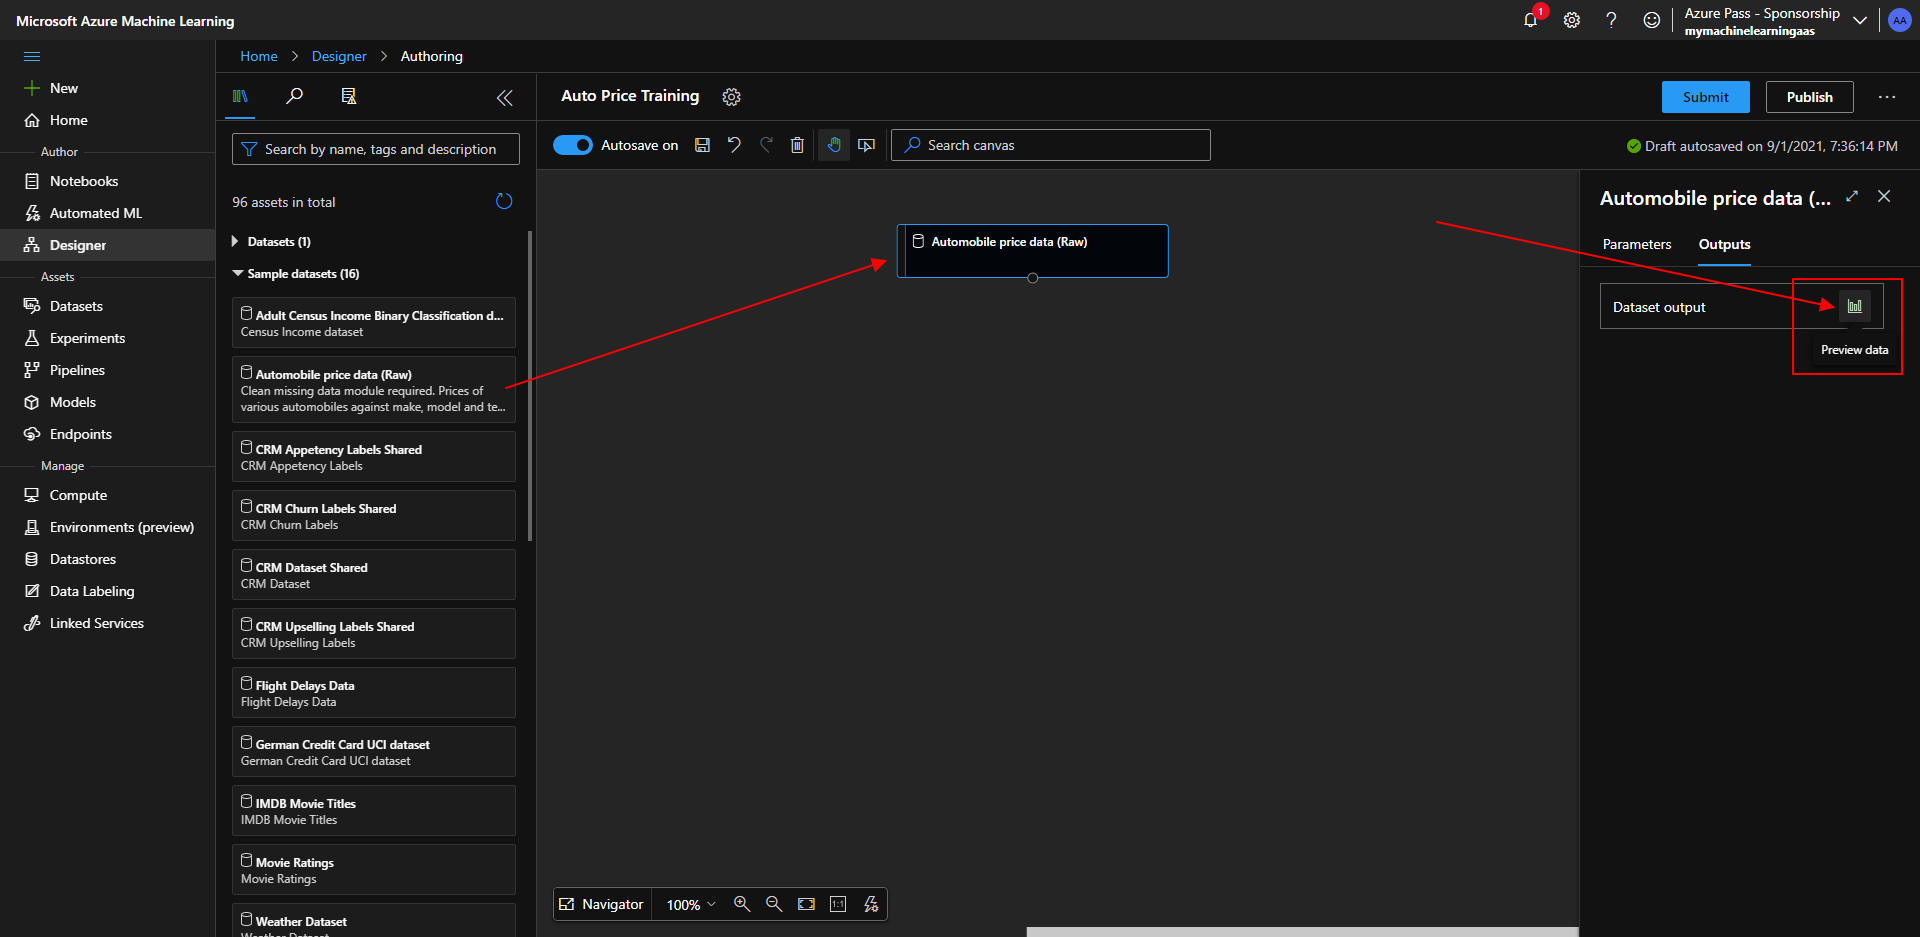 Microsoft Azure Machine Learning
1
?
Azure Pass - Sponsorship
mymachinelearningaas
AA
New
Home
Author
Notebooks
Automated ML
Designer
Assets
Datasets
Experiments
Pipelines
Models
Endpoints
Manage
Compute
Environments (preview)
Datastores
Data Labeling
Linked Services
Home > Designer > Authoring
Search by name, tags and description
96 assets in total
Datasets (1)
Sample datasets (16)
Adult Census Income Binary Classification d...
Census Income dataset
Automobile price data (Raw)
Clean missing data module required. Prices of
various automobiles against make, model and te...
CRM Appetency Labels Shared
CRM Appetency Labels
CRM Churn Labels Shared
CRM Churn Labels
CRM Dataset Shared
CRM Dataset
CRM Upselling Labels Shared
CRM Upselling Labels
Flight Delays Data
Flight Delays Data
German Credit Card UCI dataset
German Credit Card UCI dataset
IMDB Movie Titles
IMDB Movie Titles
Movie Ratings
Movie Ratings
Weather Dataset
Weather Dataset
Auto Price Training
Submit
Publish
...
Autosave on
Search canvas
Draft autosaved on 9/1/2021, 7:36:14 PM
Automobile price data (Raw)
Navigator
100%
1:1
Automobile price data (...
Parameters
Outputs
Dataset output
Preview data